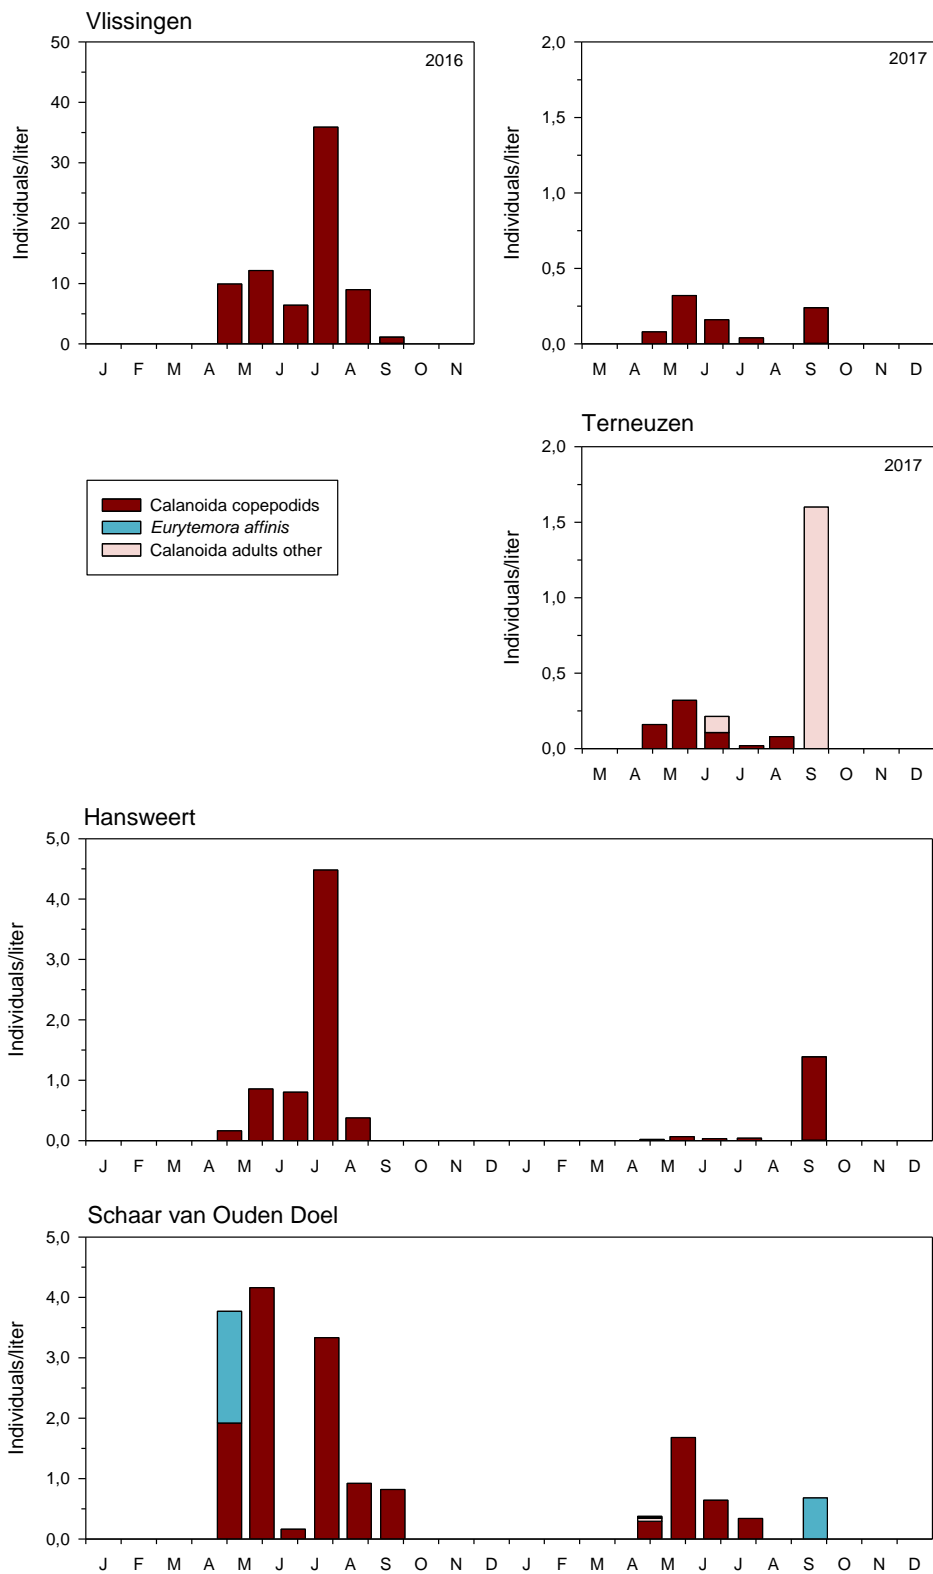 Vlissingen
2016
50
40
30
20
10
0
Individuals/liter
J F M A M J J A S O N
2017
2,0
1,5
1,0
0,5
0,0
Individuals/liter
M A M J J A S O N D
Terneuzen
2017
2,0
1,5
1,0
0,5
0,0
Individuals/liter
M A M J J A S O N D
Calanoida copepodids
Eurytemora affinis
Calanoida adults other
Hansweert
5,0
4,0
3,0
2,0
1,0
0,0
Individuals/liter
J F M A M J J A S O N D J F M A M J J A S O N D
Schaar van Ouden Doel
5,0
4,0
3,0
2,0
1,0
0,0
Individuals/liter
J F M A M J J A S O N D J F M A M J J A S O N D